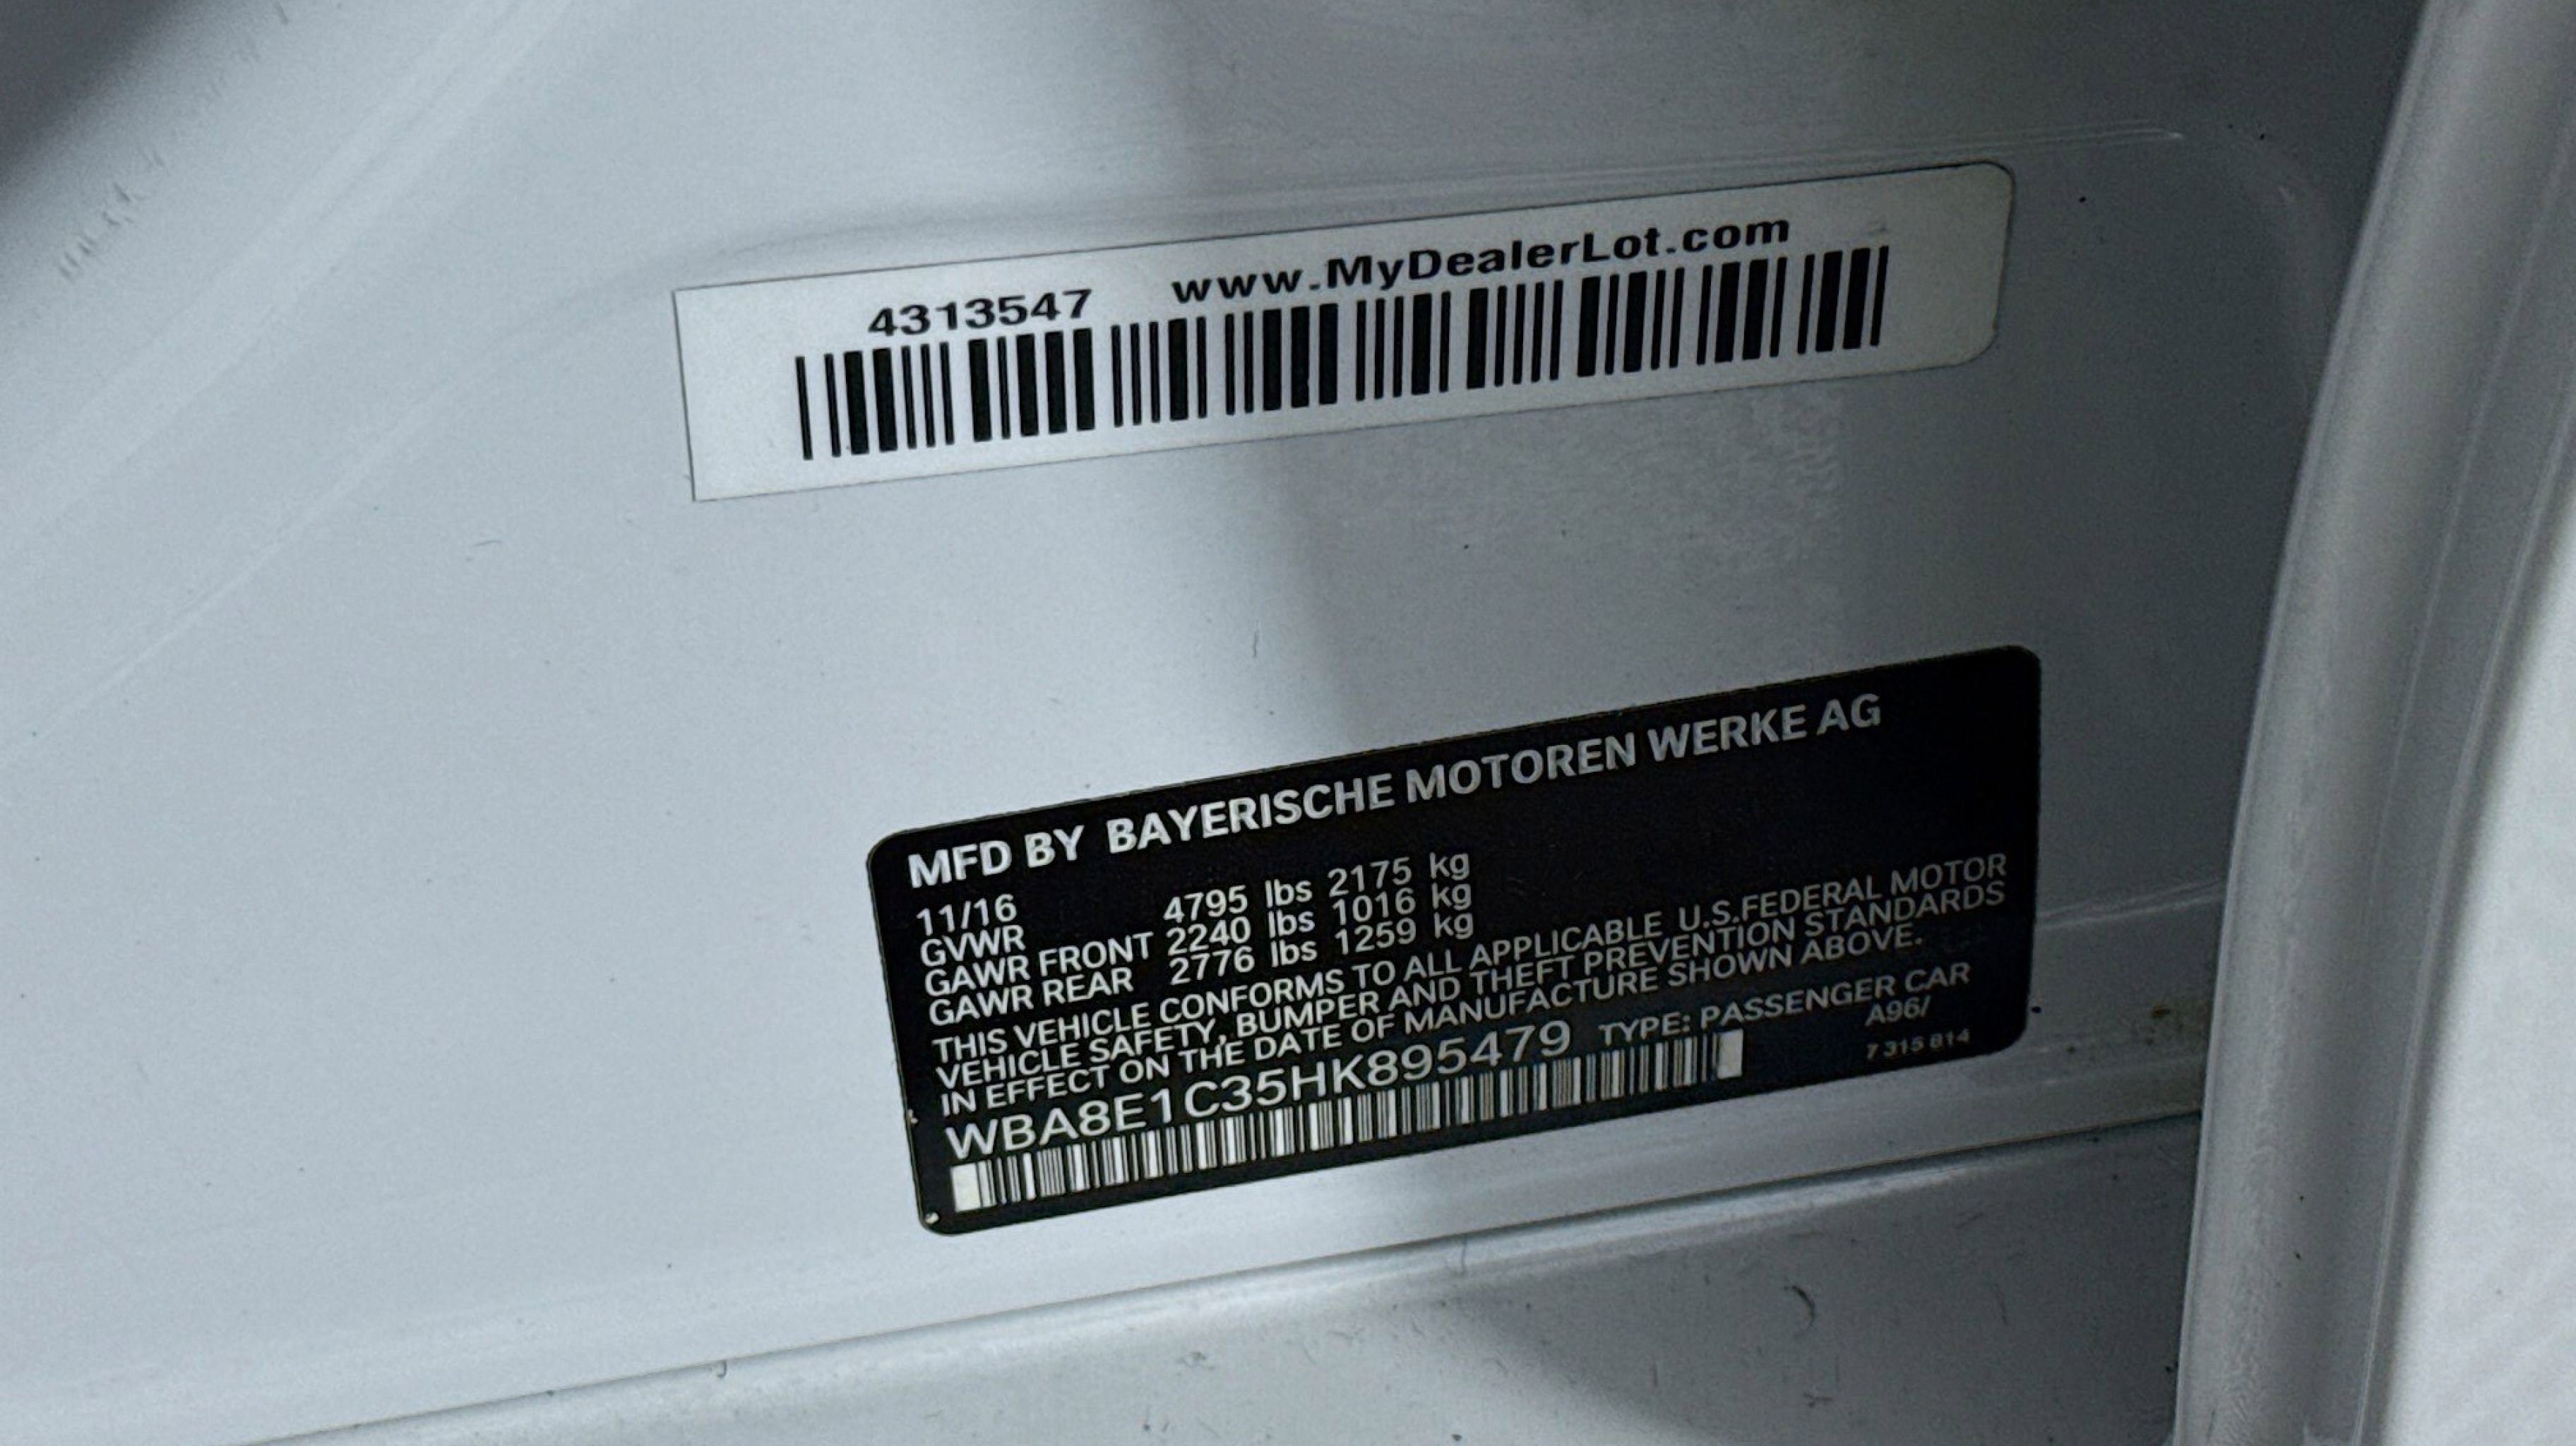 4313547 www.MyDealerLot.com
MFD BY BAYERISCHE MOTOREN WERKE AG
11/16
GVWR 4795 lbs 2175 kg
GAWR FRONT 2240 lbs 1016 kg
GAWR REAR 2776 lbs 1259 kg
THIS VEHICLE CONFORMS TO ALL APPLICABLE U.S.FEDERAL MOTOR
VEHICLE SAFETY, BUMPER AND THEFT PREVENTION STANDARDS
IN EFFECT ON THE DATE OF MANUFACTURE SHOWN ABOVE.
WBA8E1C35HK895479 TYPE: PASSENGER CAR
A96/
7 315 814